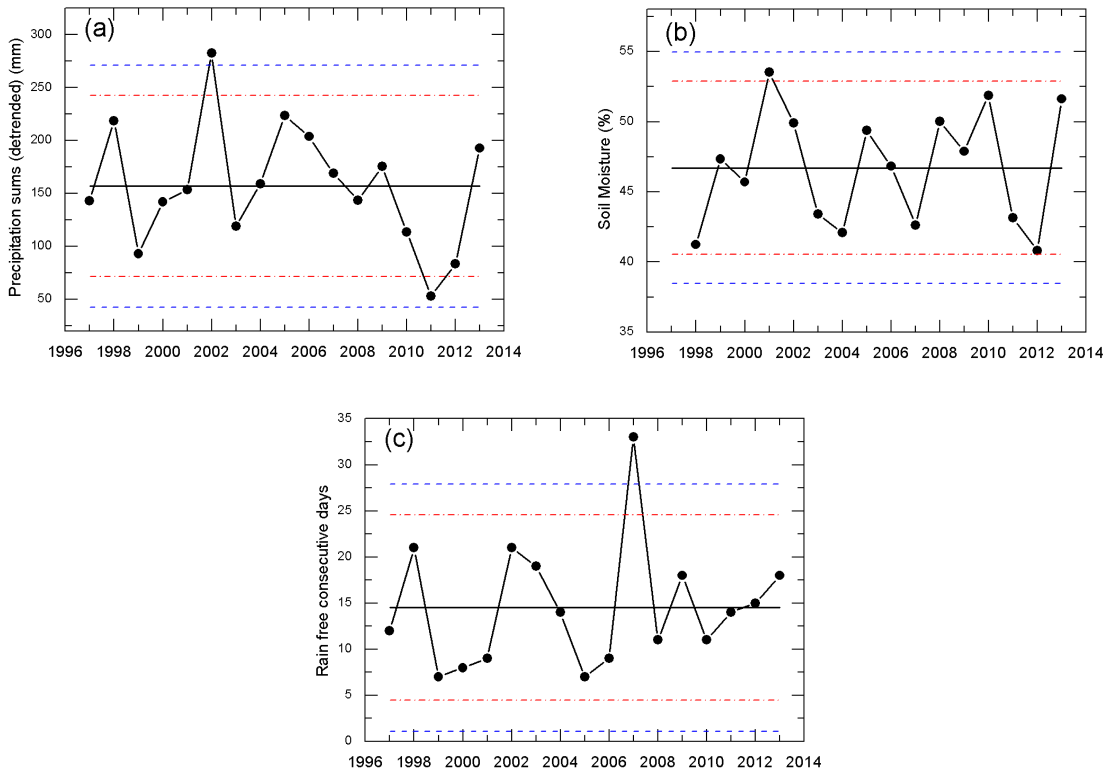 (a)
Precipitation sums (detrended) (mm)
300
250
200
150
100
50
1996 1998 2000 2002 2004 2006 2008 2010 2012 2014
(b)
Soil Moisture (%)
55
50
45
40
35
1996 1998 2000 2002 2004 2006 2008 2010 2012 2014
(c)
Rain free consecutive days
35
30
25
20
15
10
5
0
1996 1998 2000 2002 2004 2006 2008 2010 2012 2014